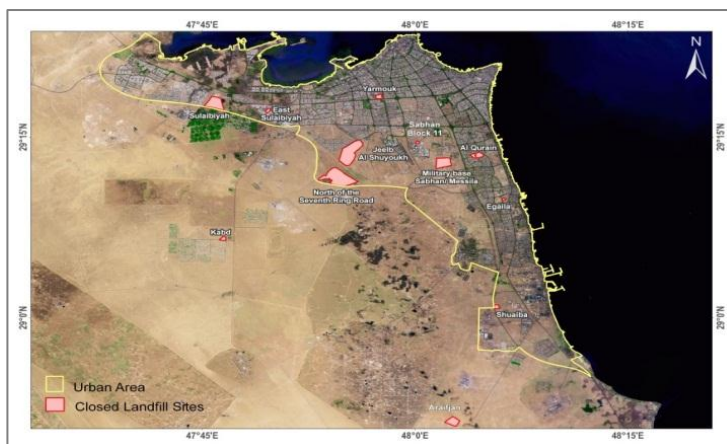 47°45'E 48°0'E 48°15'E
N
Yarmouk
Sulaibiyah
East
Sulaibiyah
Sabhan
Block 11
29°15'N
29°15'N
Jeelb
Al Shuyoukh
Al Qurain
Military base
Sabhan/ Messila
North of the
Seventh Ring Road
Egalla
Kabd
29°0'N
29°0'N
Shuaiba
Urban Area
Closed Landfill Sites
Araifjan
47°45'E 48°0'E 48°15'E